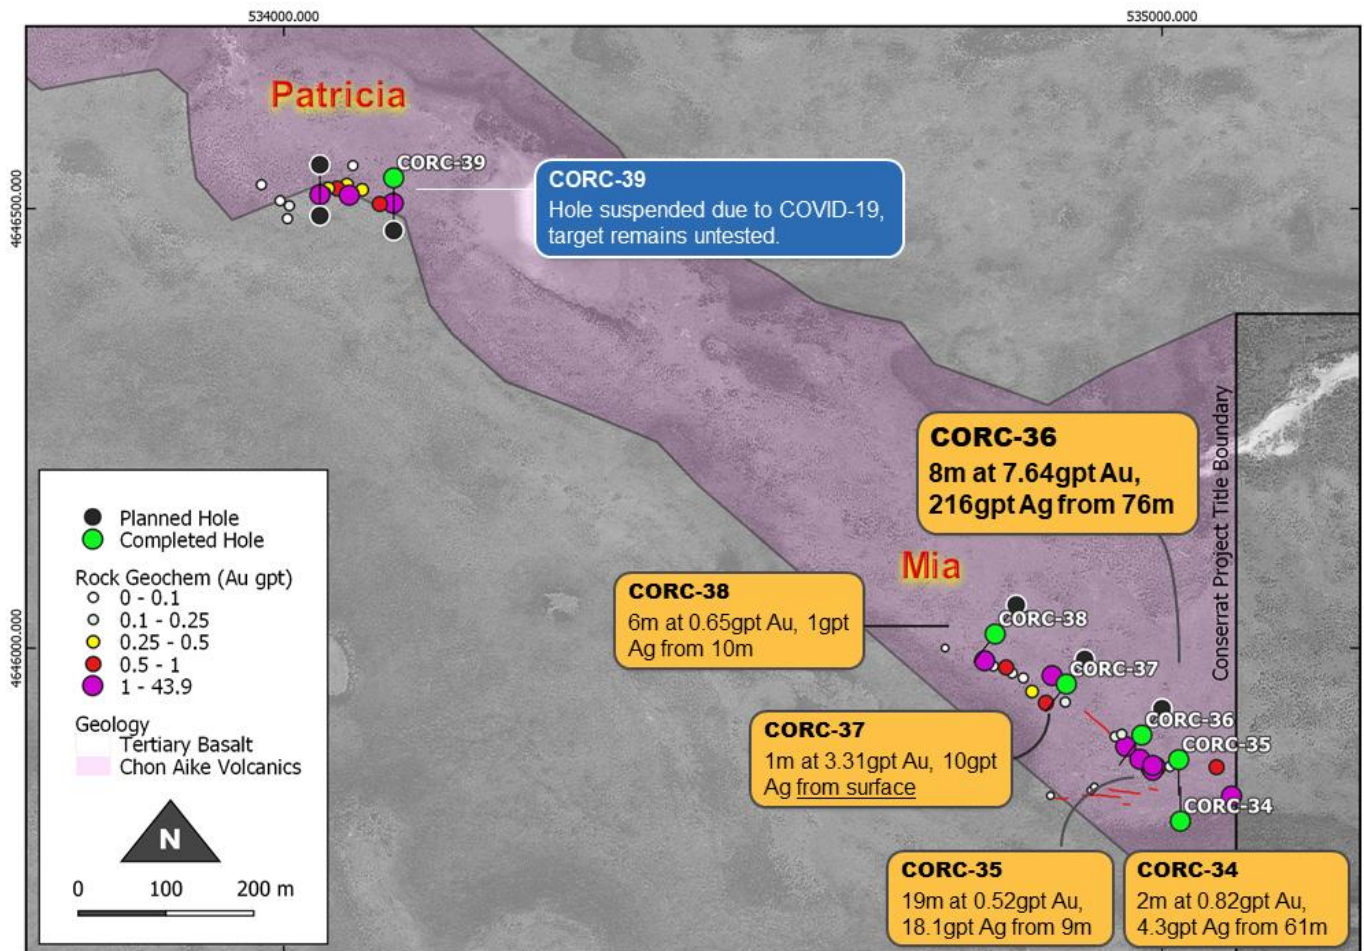 534000.000
535000.000
Patricia
CORC-39
4646500.000
4646500.000
CORC-39
Hole suspended due to COVID-19,
target remains untested.
Conserrat Project Title Boundary
CORC-36
8m at 7.64gpt Au,
216gpt Ag from 76m
Mia
CORC-38
6m at 0.65gpt Au, 1gpt
Ag from 10m
CORC-38
4646000.000
4646000.000
CORC-37
CORC-37
1m at 3.31gpt Au, 10gpt
Ag from surface
CORC-36
CORC-35
CORC-34
CORC-35
19m at 0.52gpt Au,
18.1gpt Ag from 9m
CORC-34
2m at 0.82gpt Au,
4.3gpt Ag from 61m
Planned Hole
Completed Hole
Rock Geochem (Au gpt)
0 - 0.1
0.1 - 0.25
0.25 - 0.5
0.5 - 1
1 - 43.9
Geology
Tertiary Basalt
Chon Aike Volcanics
N
0 100 200 m